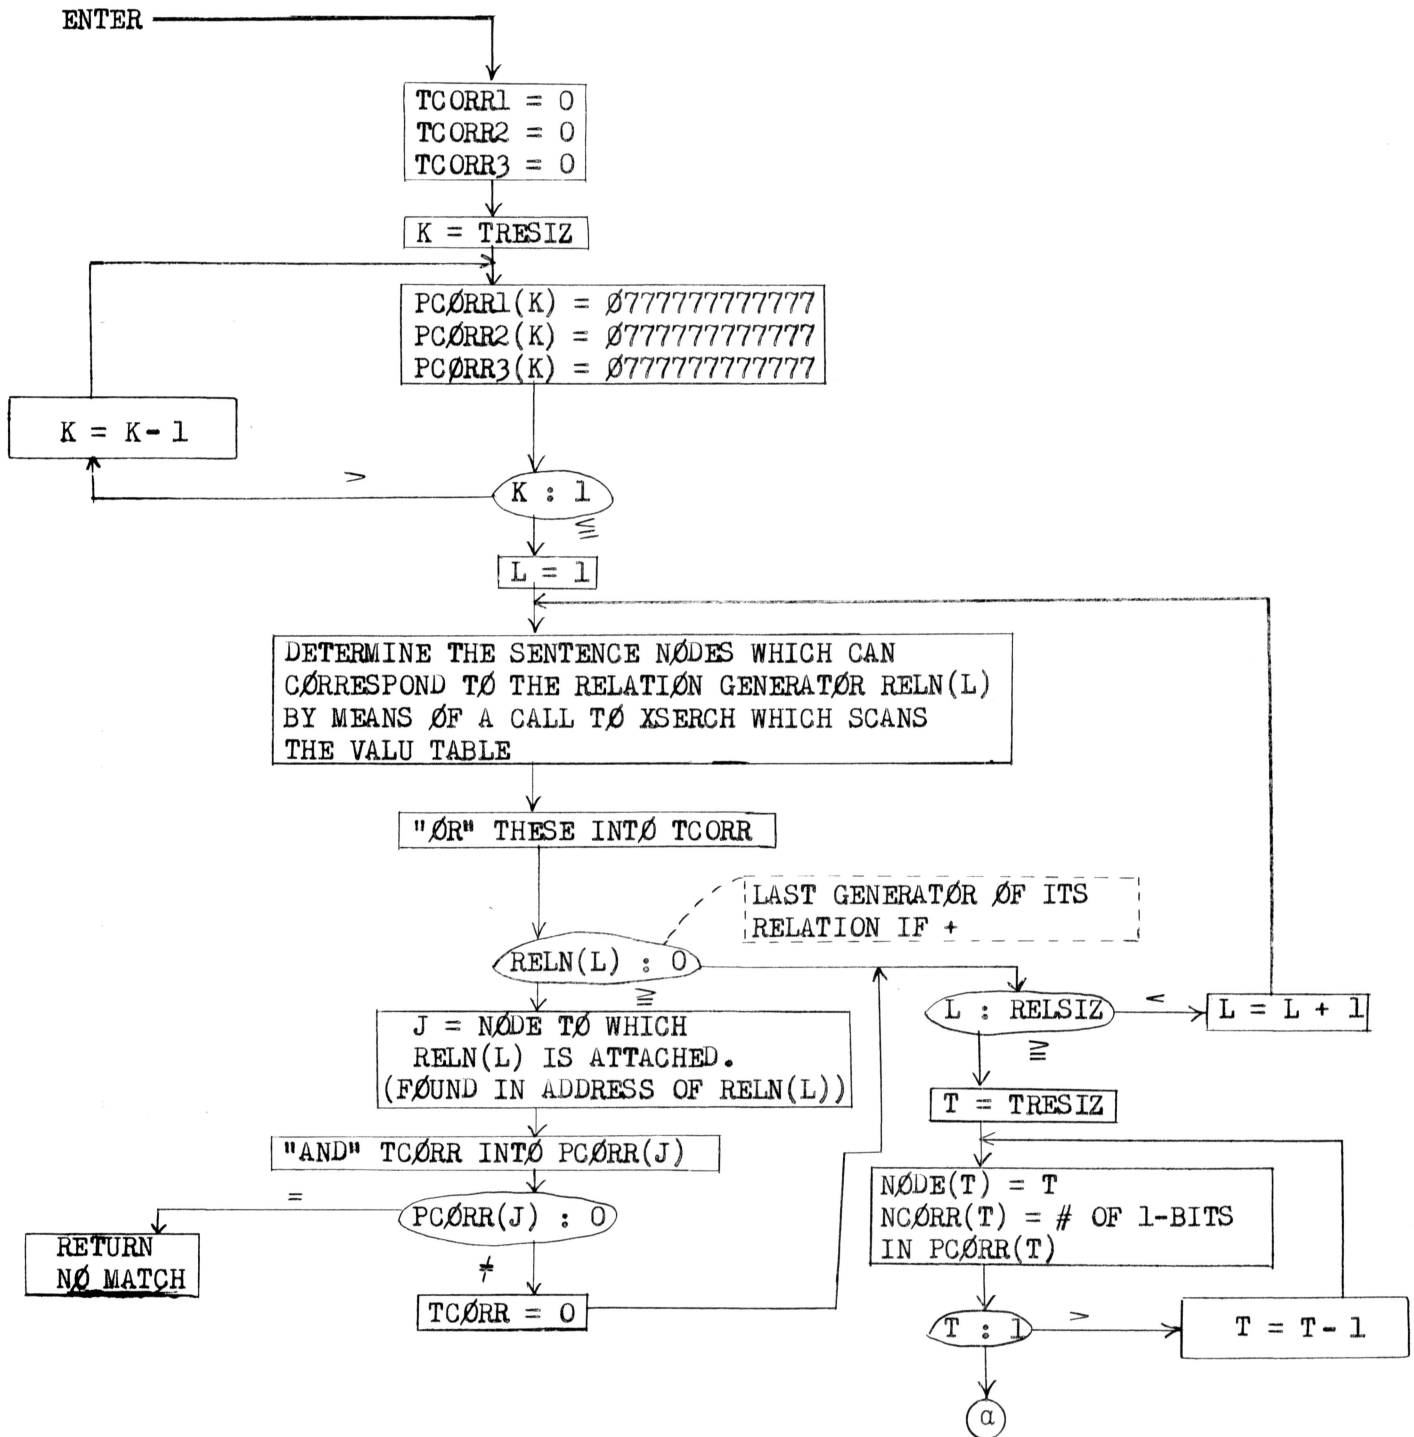 ENTER
TCORR1 = 0
TCORR2 = 0
TCORR3 = 0
K = TRESIZ
PCØRR1(K) = Ø777777777777
PCØRR2(K) = Ø777777777777
PCØRR3(K) = Ø777777777777
K = K-1
>
K : 1
≦
L = 1
DETERMINE THE SENTENCE NØDES WHICH CAN
CØRRESPOND TØ THE RELATIØN GENERATØR RELN(L)
BY MEANS ØF A CALL TØ XSERCH WHICH SCANS
THE VALU TABLE
"ØR" THESE INTØ TCORR
LAST GENERATØR ØF ITS
RELATION IF +
RELN(L) : 0
≧
L : RELSIZ
<
L = L + 1
≧
J = NØDE TØ WHICH
RELN(L) IS ATTACHED.
(FØUND IN ADDRESS OF RELN(L))
T = TRESIZ
"AND" TCØRR INTØ PCØRR(J)
=
PCØRR(J) : 0
≠
RETURN
NØ MATCH
TCØRR = 0
NØDE(T) = T
NCØRR(T) = # OF 1-BITS
IN PCØRR(T)
T : 1
>
T = T-1
α